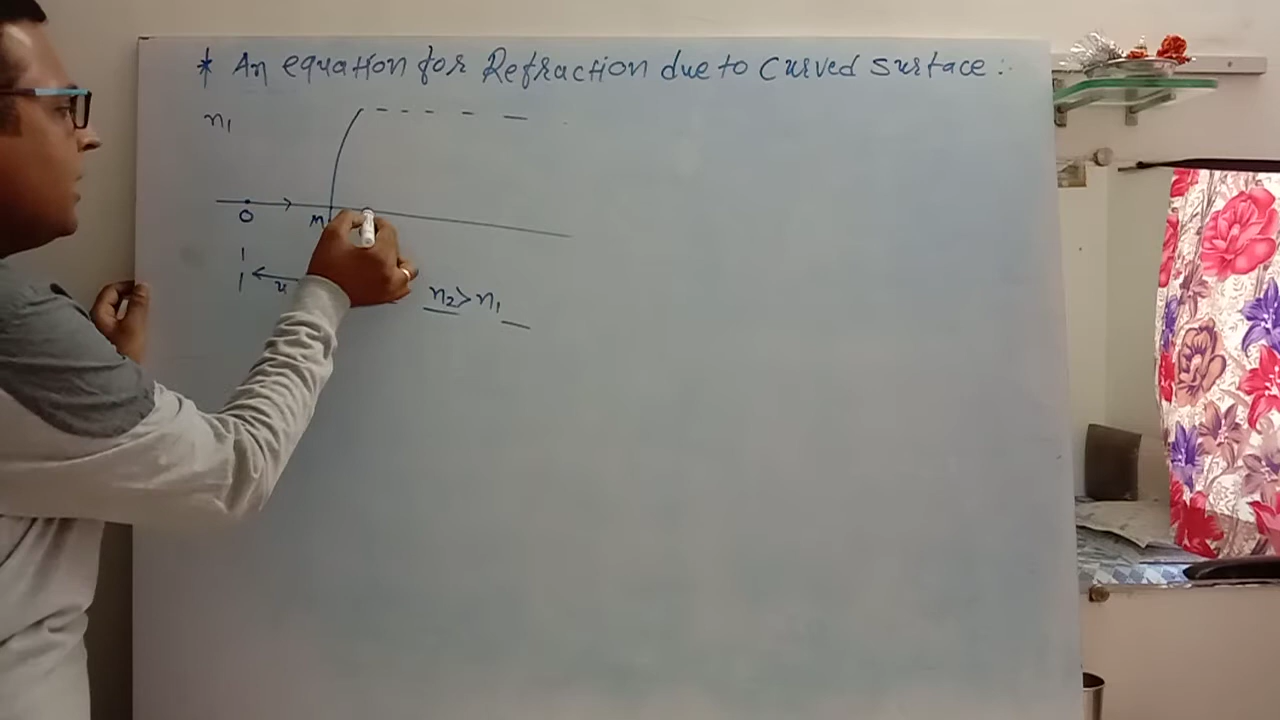 * An equation for Refraction due to curved surface :-
n1
O M
u
n2>n1